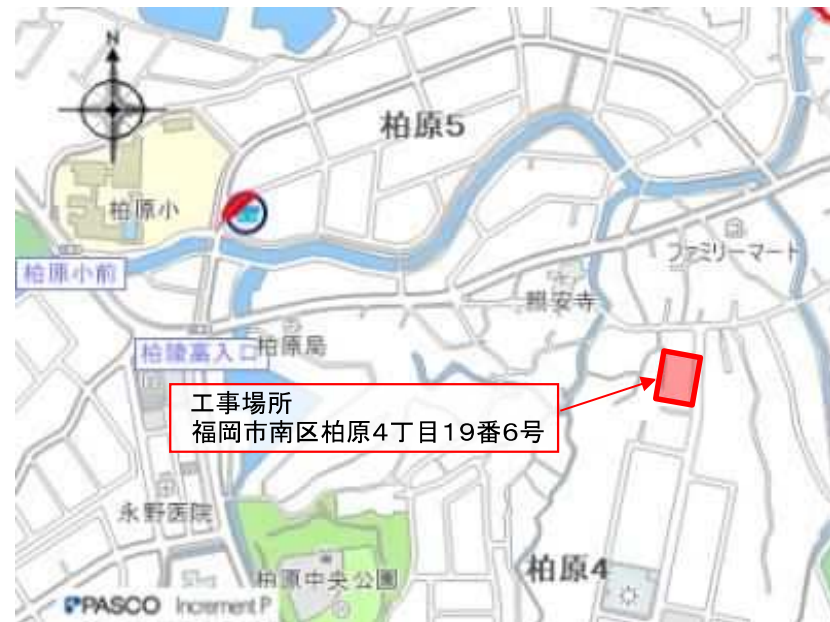 N
柏原5
柏原小
ファミリーマート
柏原小前
照安寺
柏陵高入口
柏原局
工事場所
福岡市南区柏原4丁目19番6号
永野医院
柏原中央公園
柏原4
PASCO Increment P